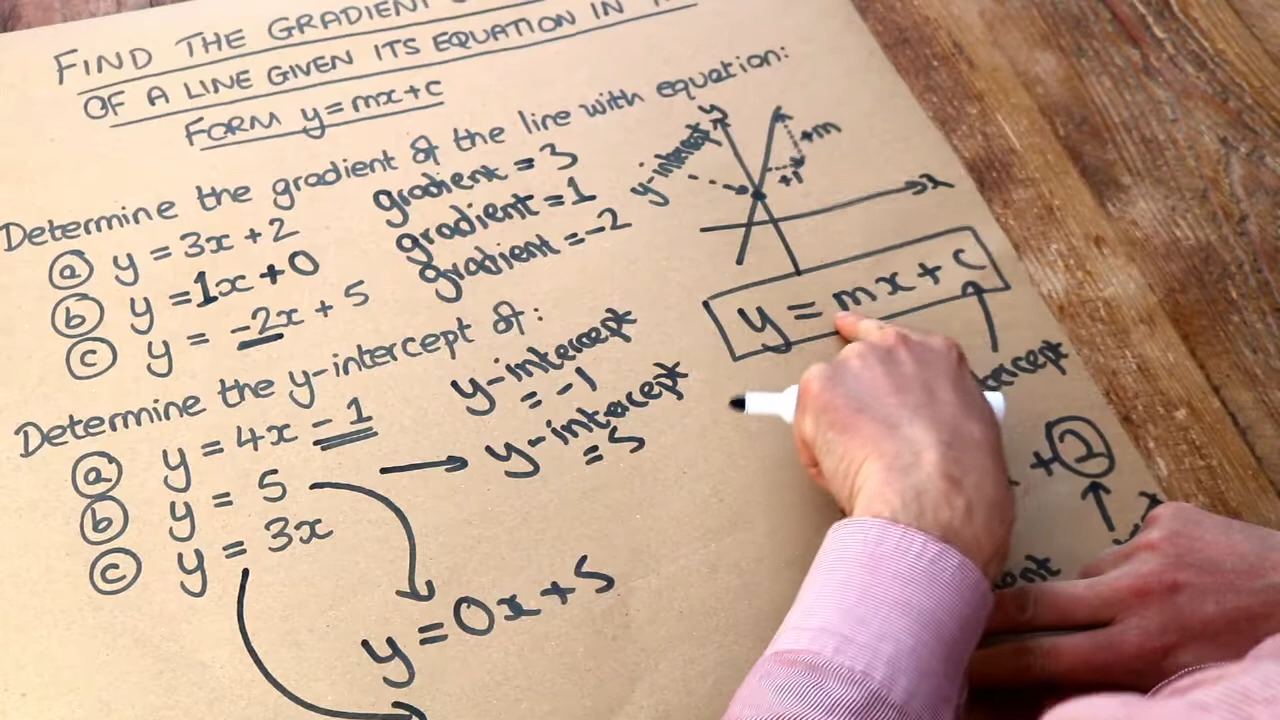 FIND THE GRADIENT
OF A LINE GIVEN ITS EQUATION IN
FORM y=mx+c
Determine the gradient of the line with equation:
ⓐ y = 3x + 2 gradient = 3
ⓑ y = 1x + 0 gradient = 1
ⓒ y = -2x + 5 gradient = -2
Determine the y-intercept of:
ⓐ y = 4x - 1 y-intercept
= -1
ⓑ y = 5 y-intercept
= 5
ⓒ y = 3x
y = 0x + 5
y
y-intercept
+m
+1
x
y = mx + c
+ 2